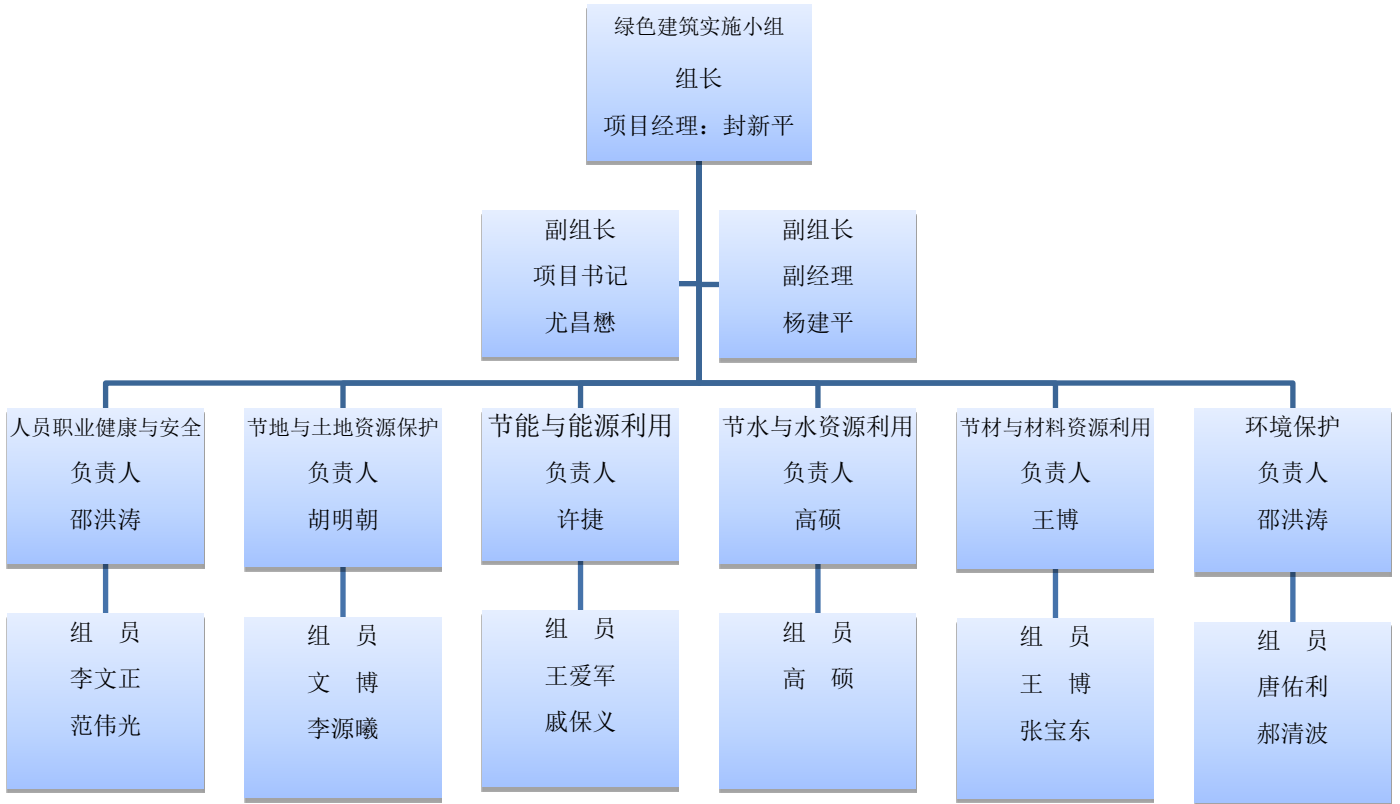 绿色建筑实施小组
组长
项目经理：封新平
副组长
项目书记
尤昌懋
副组长
副经理
杨建平
人员职业健康与安全
负责人
邵洪涛
节地与土地资源保护
负责人
胡明朝
节能与能源利用
负责人
许捷
节水与水资源利用
负责人
高硕
节材与材料资源利用
负责人
王博
环境保护
负责人
邵洪涛
组　员
李文正
范伟光
组　员
文　博
李源曦
组　员
王爱军
戚保义
组　员
高　硕
组　员
王　博
张宝东
组　员
唐佑利
郝清波